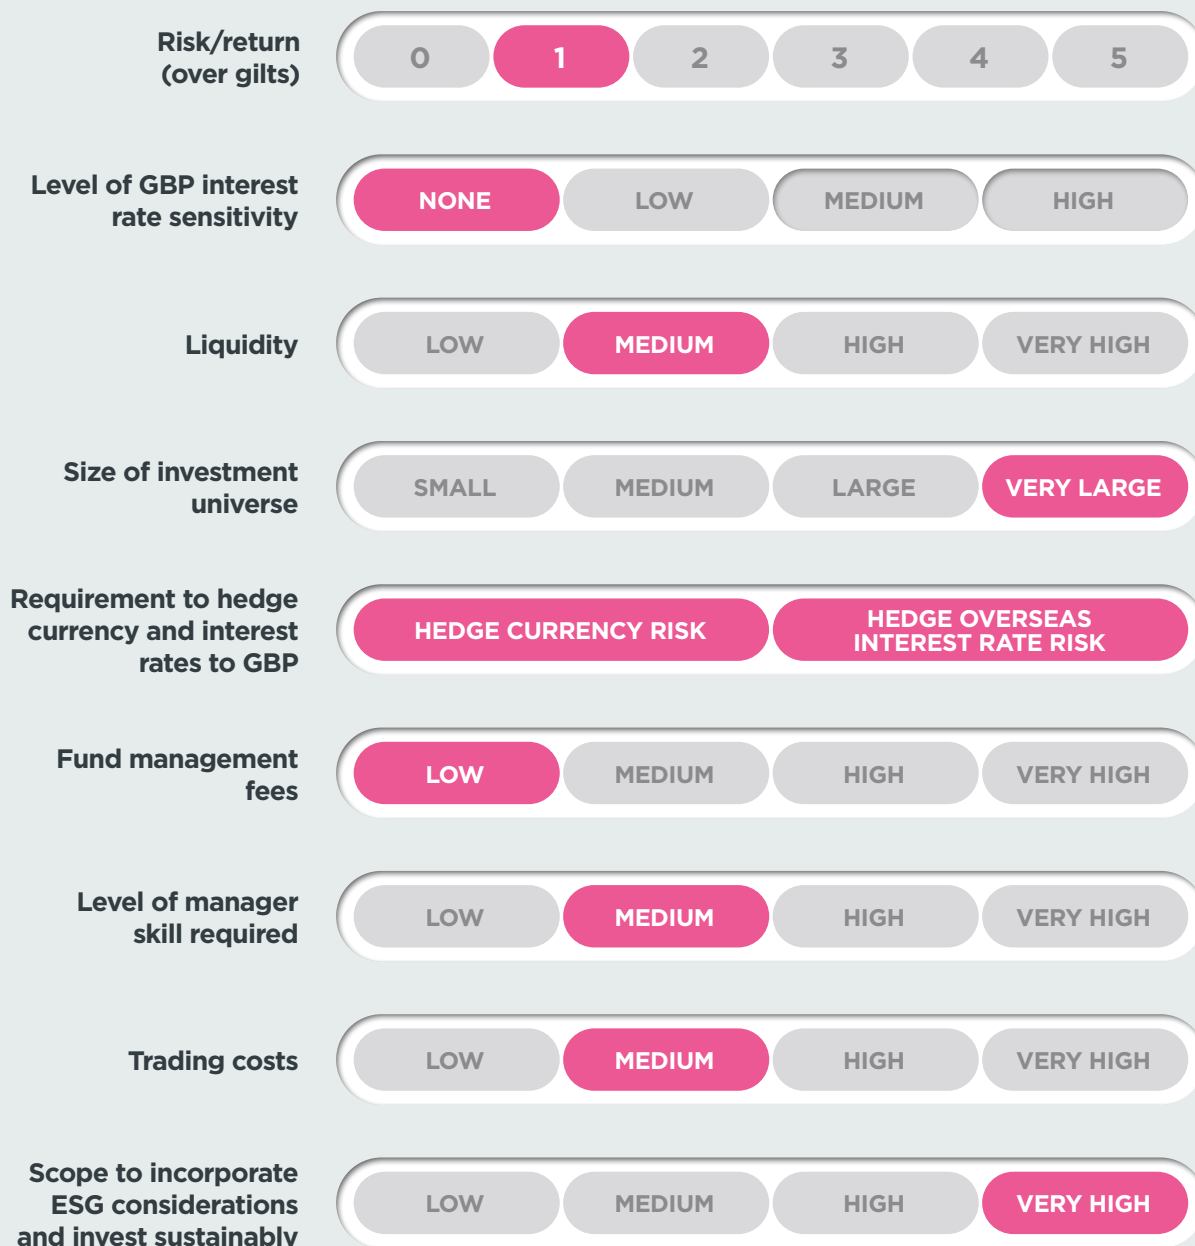 Risk/return
(over gilts)
0 1 2 3 4 5
Level of GBP interest
rate sensitivity
NONE LOW MEDIUM HIGH
Liquidity
LOW MEDIUM HIGH VERY HIGH
Size of investment
universe
SMALL MEDIUM LARGE VERY LARGE
Requirement to hedge
currency and interest
rates to GBP
HEDGE CURRENCY RISK
HEDGE OVERSEAS
INTEREST RATE RISK
Fund management
fees
LOW MEDIUM HIGH VERY HIGH
Level of manager
skill required
LOW MEDIUM HIGH VERY HIGH
Trading costs
LOW MEDIUM HIGH VERY HIGH
Scope to incorporate
ESG considerations
and invest sustainably
LOW MEDIUM HIGH VERY HIGH